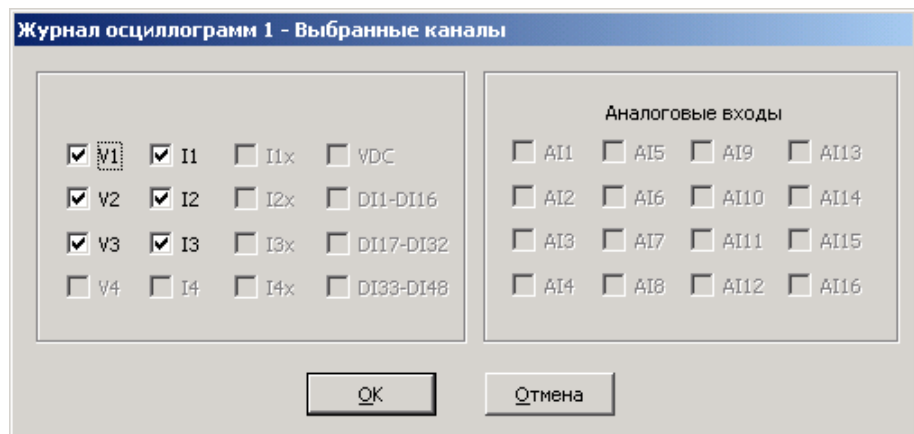 Журнал осциллограмм 1 - Выбранные каналы
Аналоговые входы
V1 I1 I1x VDC AI1 AI5 AI9 AI13
V2 I2 I2x DI1-DI16 AI2 AI6 AI10 AI14
V3 I3 I3x DI17-DI32 AI3 AI7 AI11 AI15
V4 I4 I4x DI33-DI48 AI4 AI8 AI12 AI16
OK Отмена